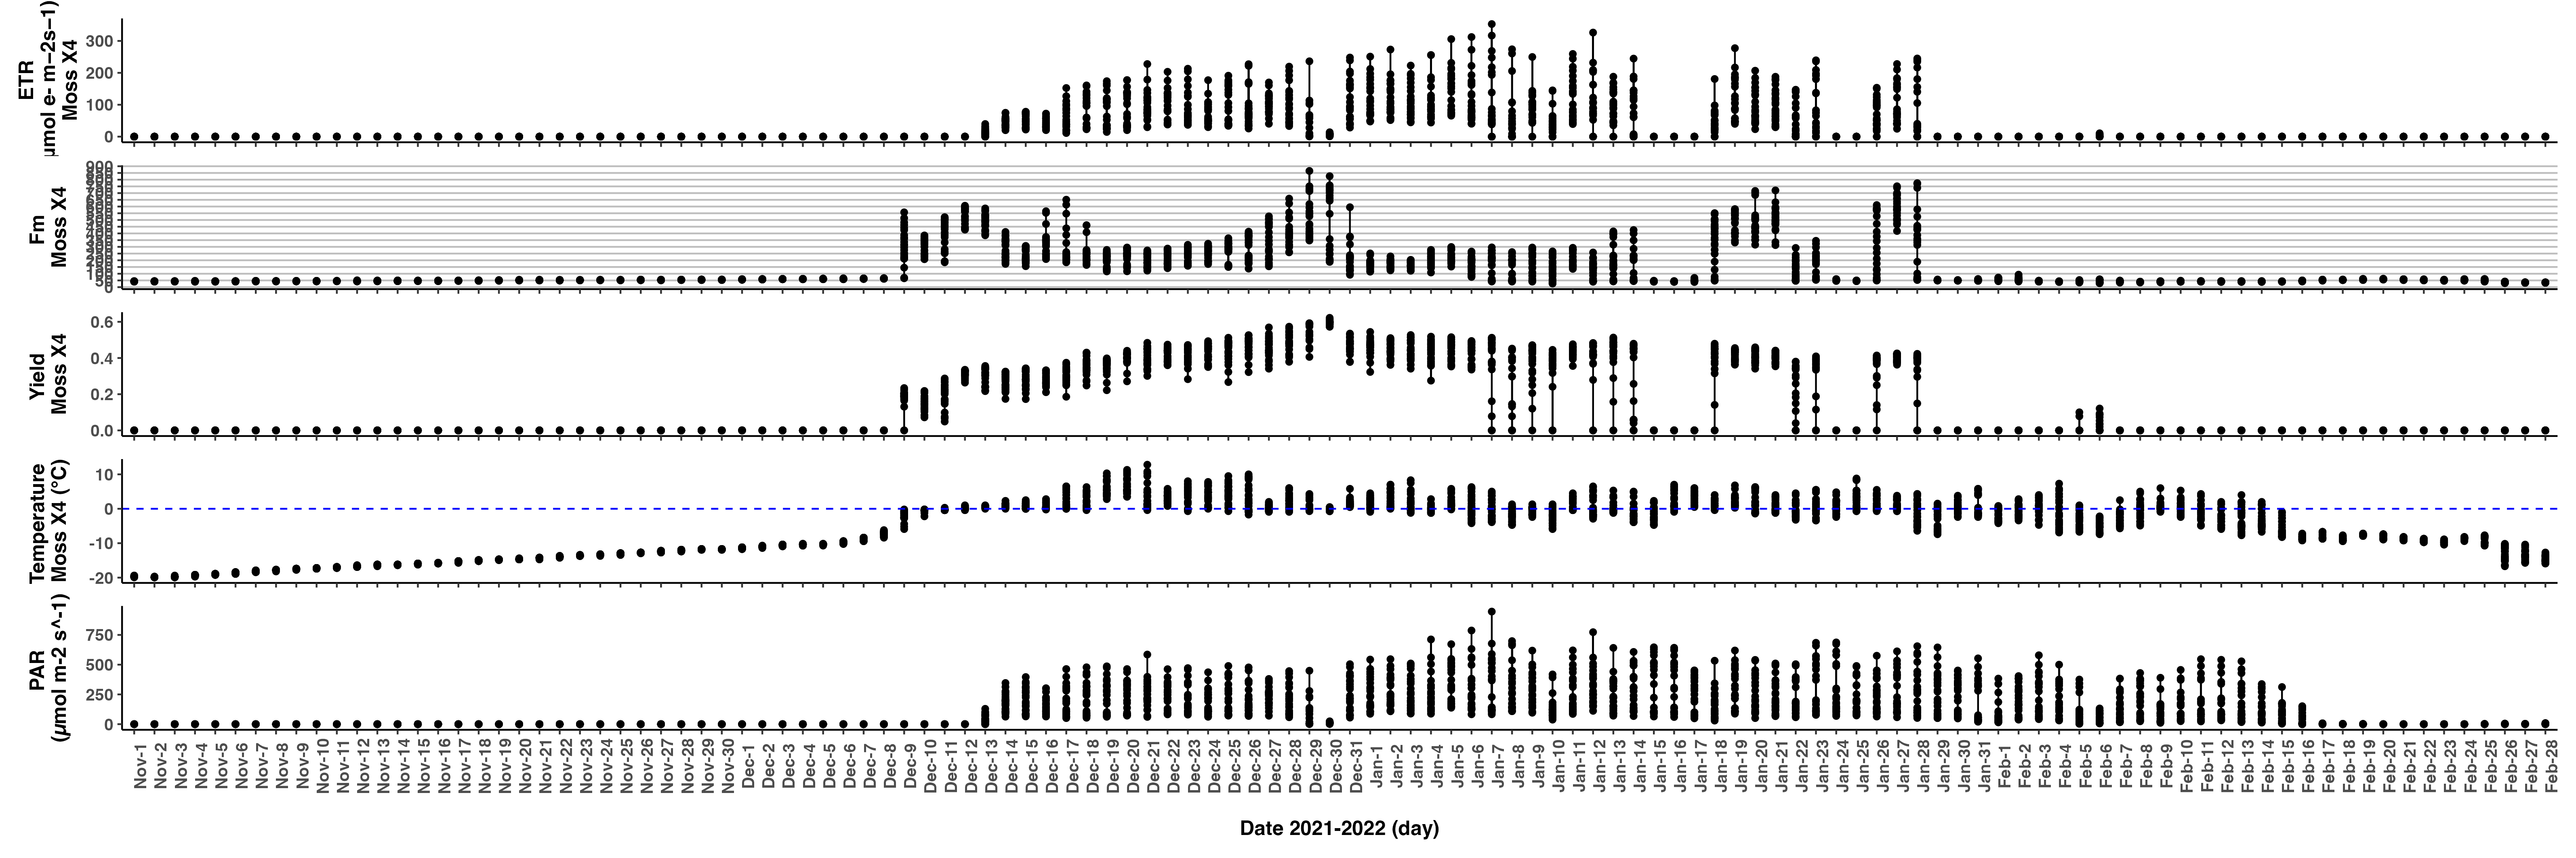 ETR
µmol e- m−2s−1)
Moss X4
300
200
100
0
Fm
Moss X4
900
50
0
Yield
Moss X4
0.6
0.4
0.2
0.0
Temperature
Moss X4 (°C)
10
0
-10
-20
PAR
(µmol m-2 s^-1)
750
500
250
0
Nov-1
Nov-2
Nov-3
Nov-4
Nov-5
Nov-6
Nov-7
Nov-8
Nov-9
Nov-10
Nov-11
Nov-12
Nov-13
Nov-14
Nov-15
Nov-16
Nov-17
Nov-18
Nov-19
Nov-20
Nov-21
Nov-22
Nov-23
Nov-24
Nov-25
Nov-26
Nov-27
Nov-28
Nov-29
Nov-30
Dec-1
Dec-2
Dec-3
Dec-4
Dec-5
Dec-6
Dec-7
Dec-8
Dec-9
Dec-10
Dec-11
Dec-12
Dec-13
Dec-14
Dec-15
Dec-16
Dec-17
Dec-18
Dec-19
Dec-20
Dec-21
Dec-22
Dec-23
Dec-24
Dec-25
Dec-26
Dec-27
Dec-28
Dec-29
Dec-30
Dec-31
Jan-1
Jan-2
Jan-3
Jan-4
Jan-5
Jan-6
Jan-7
Jan-8
Jan-9
Jan-10
Jan-11
Jan-12
Jan-13
Jan-14
Jan-15
Jan-16
Jan-17
Jan-18
Jan-19
Jan-20
Jan-21
Jan-22
Jan-23
Jan-24
Jan-25
Jan-26
Jan-27
Jan-28
Jan-29
Jan-30
Jan-31
Feb-1
Feb-2
Feb-3
Feb-4
Feb-5
Feb-6
Feb-7
Feb-8
Feb-9
Feb-10
Feb-11
Feb-12
Feb-13
Feb-14
Feb-15
Feb-16
Feb-17
Feb-18
Feb-19
Feb-20
Feb-21
Feb-22
Feb-23
Feb-24
Feb-25
Feb-26
Feb-27
Feb-28
Date 2021-2022 (day)